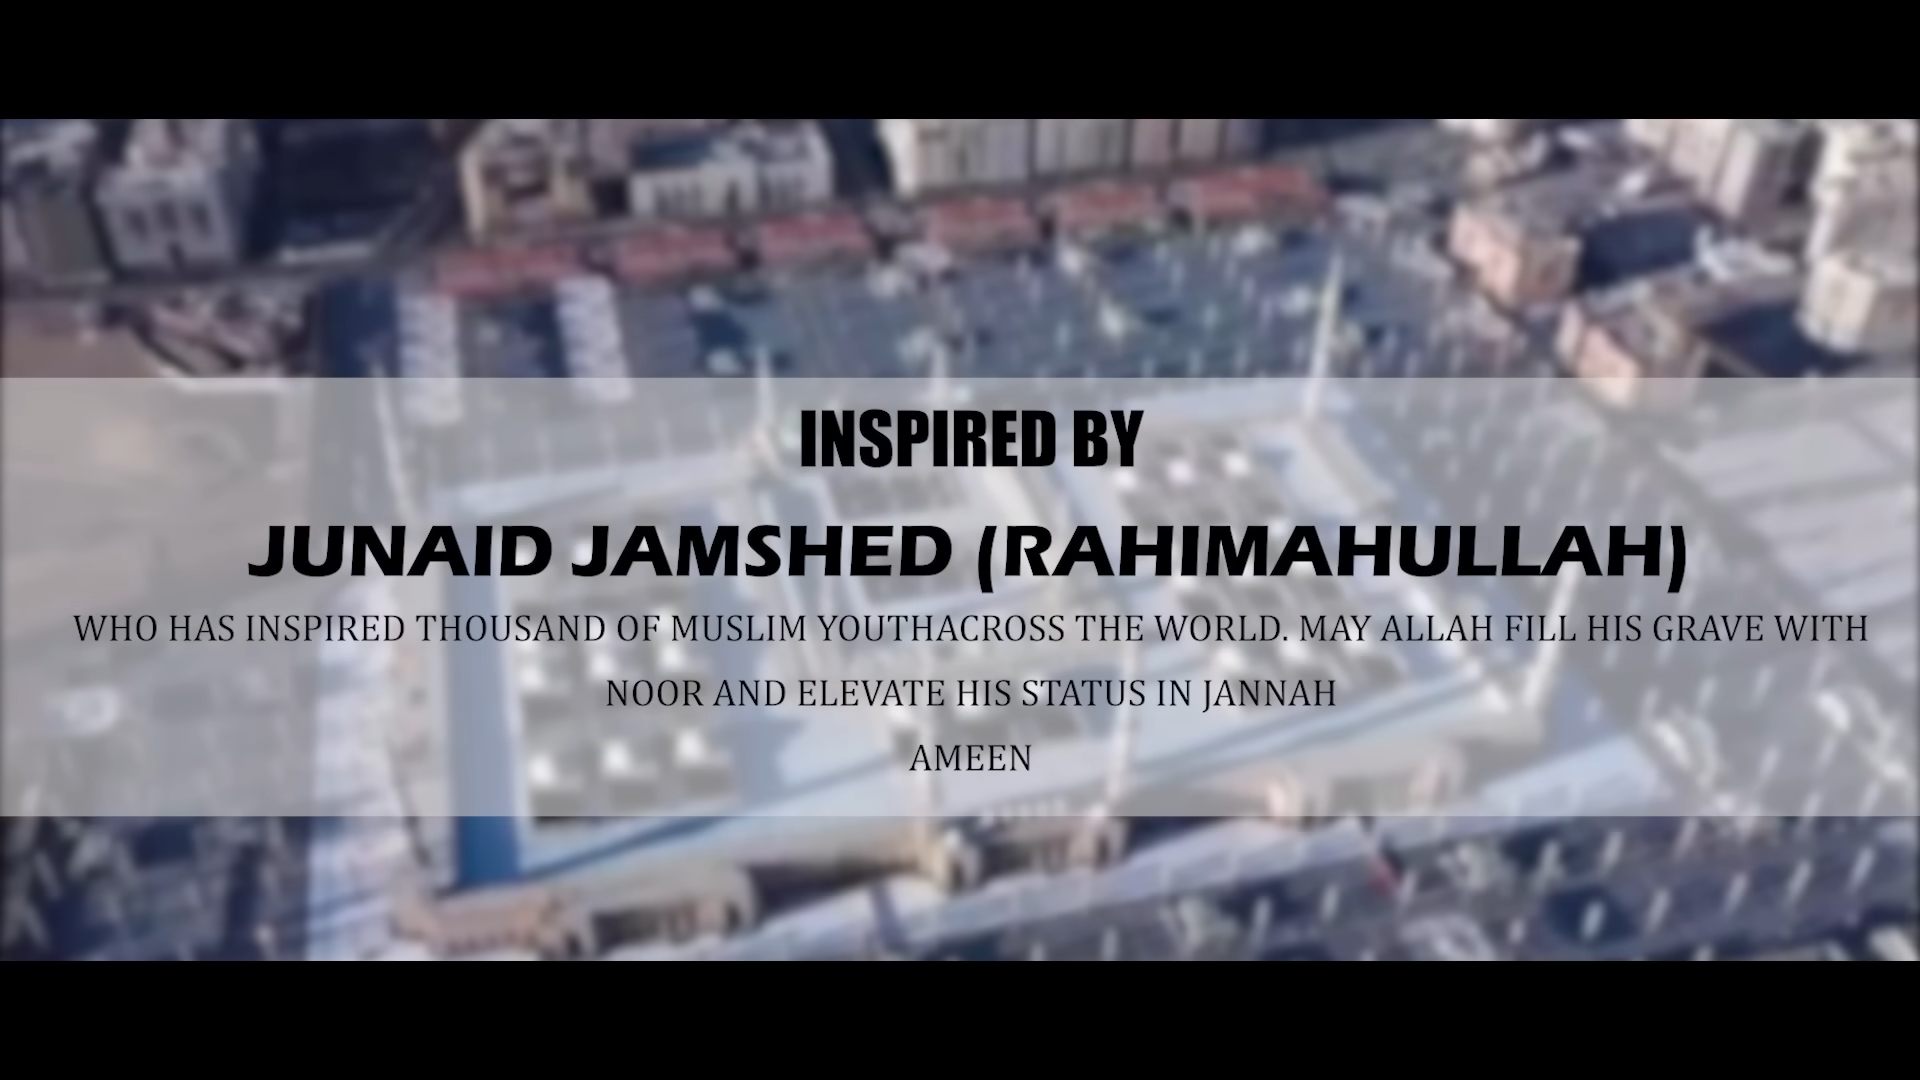 INSPIRED BY
JUNAID JAMSHED (RAHIMAHULLAH)
WHO HAS INSPIRED THOUSAND OF MUSLIM YOUTHACROSS THE WORLD. MAY ALLAH FILL HIS GRAVE WITH
NOOR AND ELEVATE HIS STATUS IN JANNAH
AMEEN